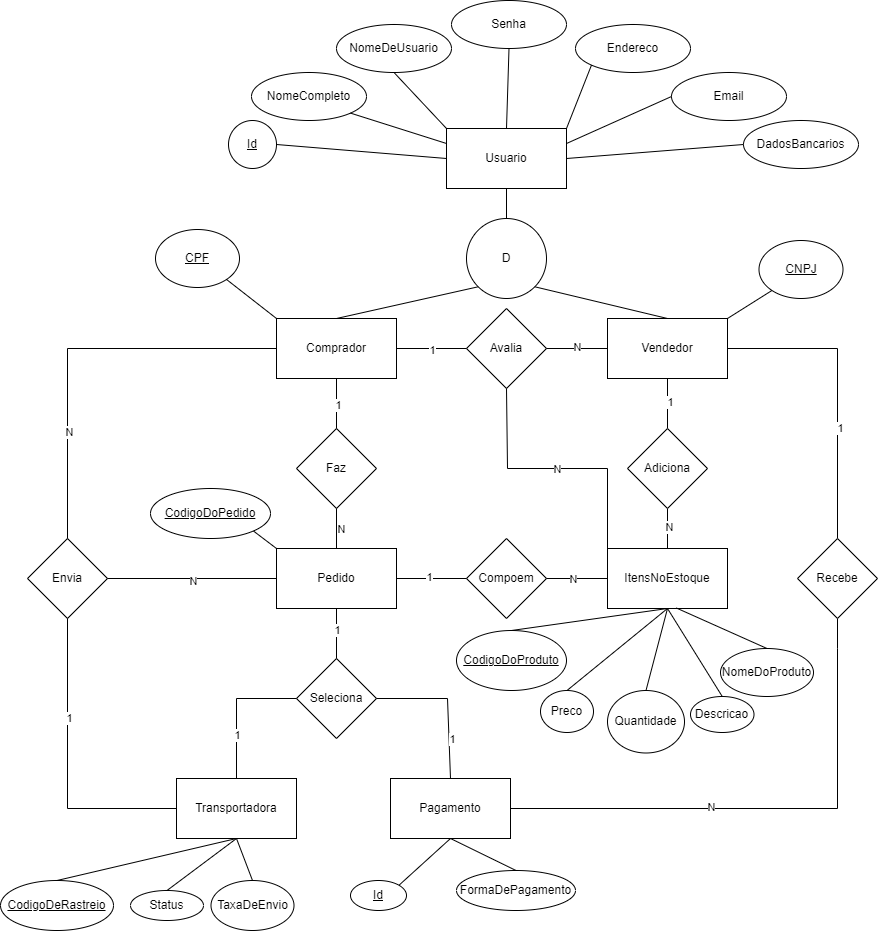 Senha
NomeDeUsuario
Endereco
NomeCompleto
Email
Id
DadosBancarios
Usuario
CPF
D
CNPJ
Comprador
1
Avalia
N
Vendedor
1
1
N
1
Faz
N
Adiciona
CodigoDoPedido
N
N
Envia
N
Pedido
1
Compoem
N
ItensNoEstoque
Recebe
1
CodigoDoProduto
NomeDoProduto
Seleciona
Preco
Quantidade
Descricao
1
1
1
Transportadora
Pagamento
N
CodigoDeRastreio
Status
TaxaDeEnvio
Id
FormaDePagamento